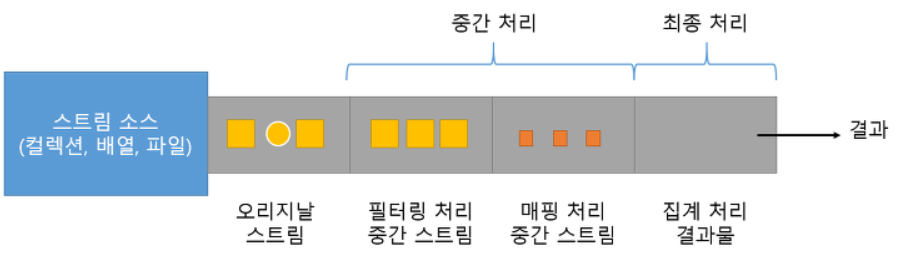 중간 처리
최종 처리
스트림 소스
(컬렉션, 배열, 파일)
결과
오리지날
스트림
필터링 처리
중간 스트림
매핑 처리
중간 스트림
집계 처리
결과물